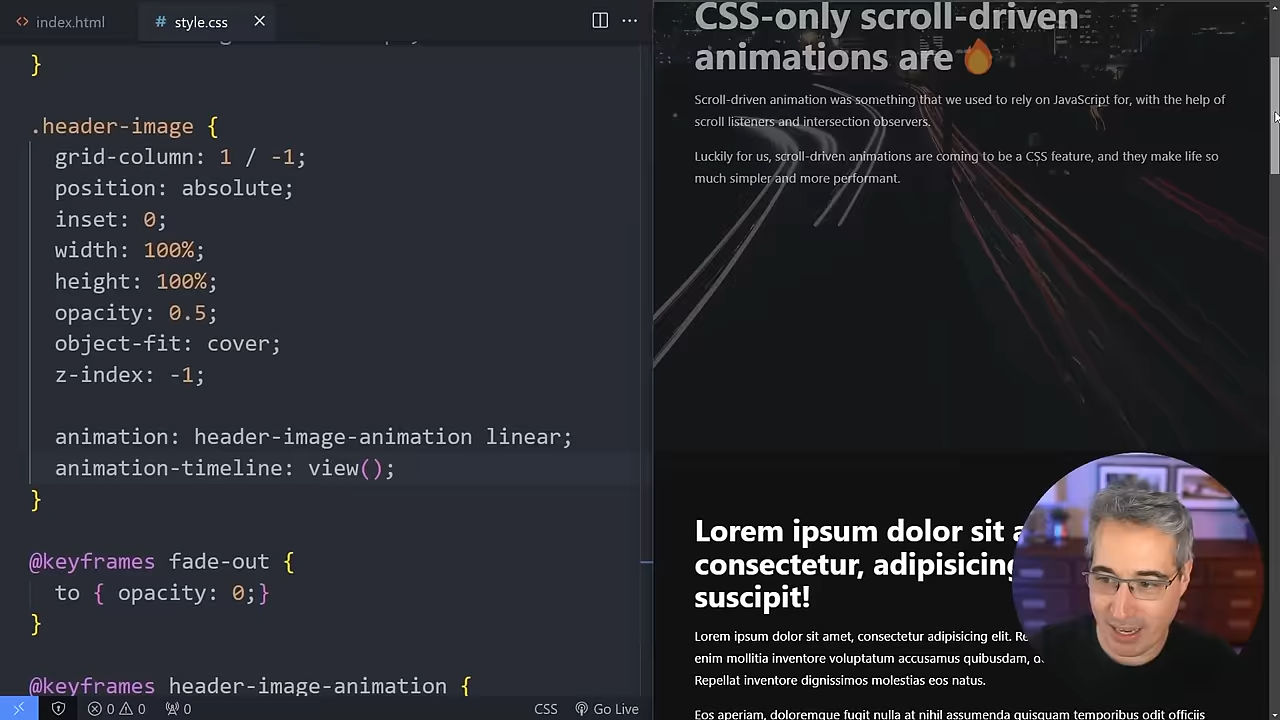 index.html
# style.css
}
.header-image {
grid-column: 1 / -1;
position: absolute;
inset: 0;
width: 100%;
height: 100%;
opacity: 0.5;
object-fit: cover;
z-index: -1;
animation: header-image-animation linear;
animation-timeline: view();
}
@keyframes fade-out {
to { opacity: 0;}
}
@keyframes header-image-animation {
0 0 0
CSS
Go Live
CSS-only scroll-driven
animations are 🔥
Scroll-driven animation was something that we used to rely on JavaScript for, with the help of
scroll listeners and intersection observers.
Luckily for us, scroll-driven animations are coming to be a CSS feature, and they make life so
much simpler and more performant.
Lorem ipsum dolor sit
consectetur, adipisicing
suscipit!
Lorem ipsum dolor sit amet, consectetur adipisicing elit.
enim mollitia inventore voluptatum accusamus quibusdam,
Repellat inventore dignissimos molestias eos natus.
Eos aperiam, doloremque fugit nulla at nihil assumenda quisquam temporibus odit officiis